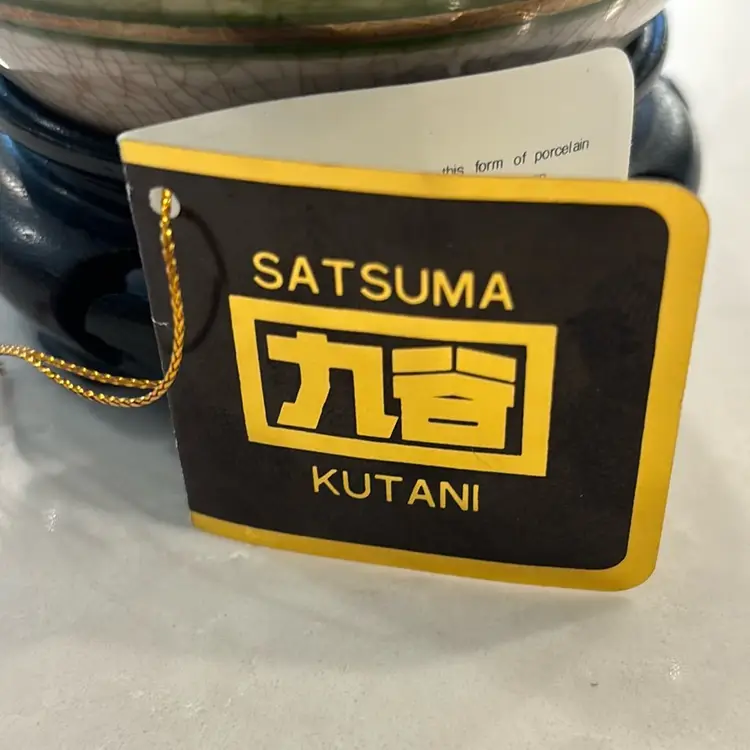 this form of porcelain
SATSUMA
九谷
KUTANI